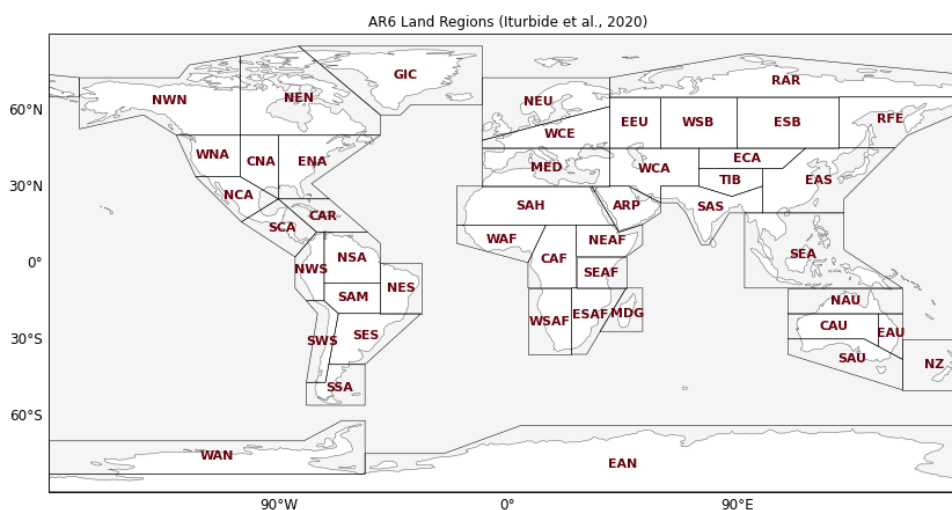 AR6 Land Regions (Iturbide et al., 2020)
GIC
RAR
NWN
NEN
NEU
60°N
RFE
EEU
WSB
ESB
WCE
WNA
CNA
ENA
ECA
MED
WCA
TIB
EAS
30°N
NCA
SAH
ARP
SAS
CAR
SCA
WAF
NEAF
SEA
NSA
CAF
0°
NWS
SEAF
NES
SAM
NAU
MDG
WSAF
ESAF
CAU
EAU
SES
SWS
30°S
SAU
NZ
SSA
60°S
WAN
EAN
90°W
0°
90°E